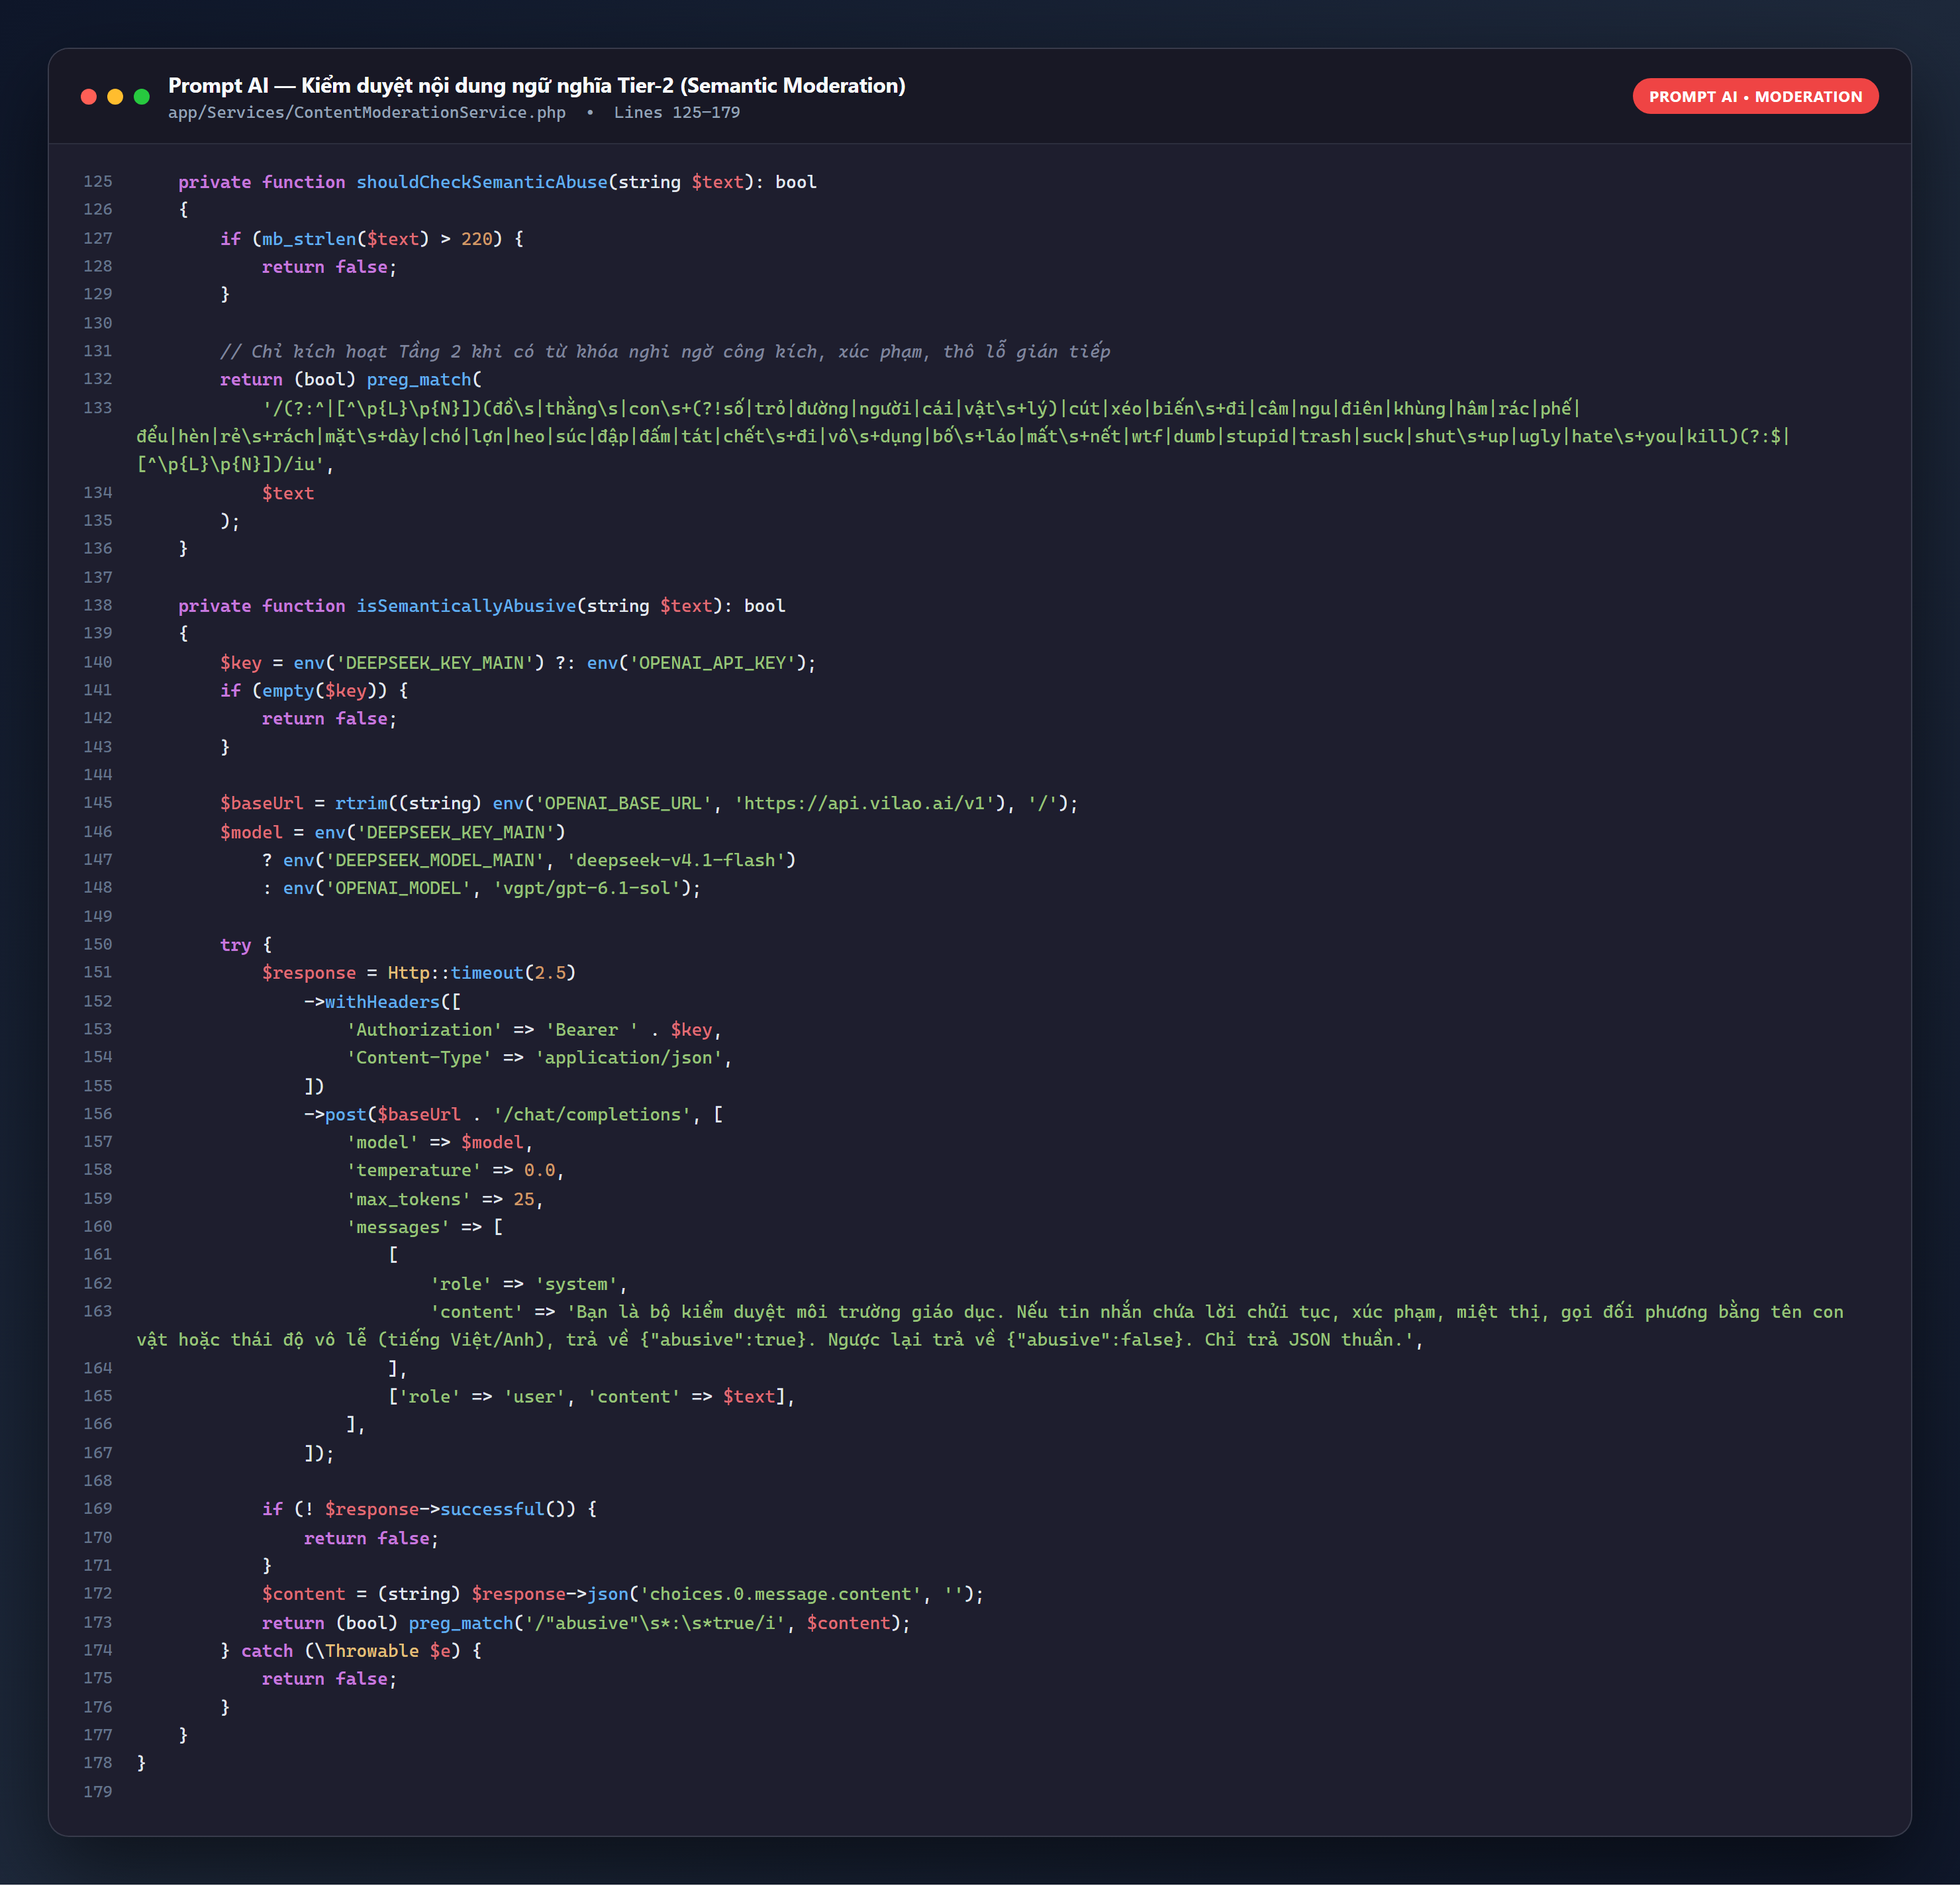 Prompt AI — Kiểm duyệt nội dung ngữ nghĩa Tier-2 (Semantic Moderation)
app/Services/ContentModerationService.php • Lines 125–179
PROMPT AI • MODERATION
125     private function shouldCheckSemanticAbuse(string $text): bool
126     {
127         if (mb_strlen($text) > 220) {
128             return false;
129         }
130
131         // Chỉ kích hoạt Tầng 2 khi có từ khóa nghi ngờ công kích, xúc phạm, thô lỗ gián tiếp
132         return (bool) preg_match(
133             '/(?:^|[^\p{L}\p{N}])(đồ\s|thằng\s|con\s+(?!số|trỏ|đường|người|cái|vật\s+lý)|cút|xéo|biến\s+đi|câm|ngu|điên|khùng|hâm|rác|phế|
đểu|hèn|rẻ\s+rách|mặt\s+dày|chó|lợn|heo|súc|đập|đấm|tát|chết\s+đi|vô\s+dụng|bố\s+láo|mất\s+nết|wtf|dumb|stupid|trash|suck|shut\s+up|ugly|hate\s+you|kill)(?:$|
[^\p{L}\p{N}])/iu',
134             $text
135         );
136     }
137
138     private function isSemanticallyAbusive(string $text): bool
139     {
140         $key = env('DEEPSEEK_KEY_MAIN') ?: env('OPENAI_API_KEY');
141         if (empty($key)) {
142             return false;
143         }
144
145         $baseUrl = rtrim((string) env('OPENAI_BASE_URL', 'https://api.vilao.ai/v1'), '/');
146         $model = env('DEEPSEEK_KEY_MAIN')
147             ? env('DEEPSEEK_MODEL_MAIN', 'deepseek-v4.1-flash')
148             : env('OPENAI_MODEL', 'vgpt/gpt-6.1-sol');
149
150         try {
151             $response = Http::timeout(2.5)
152                 ->withHeaders([
153                     'Authorization' => 'Bearer ' . $key,
154                     'Content-Type' => 'application/json',
155                 ])
156                 ->post($baseUrl . '/chat/completions', [
157                     'model' => $model,
158                     'temperature' => 0.0,
159                     'max_tokens' => 25,
160                     'messages' => [
161                         [
162                             'role' => 'system',
163                             'content' => 'Bạn là bộ kiểm duyệt môi trường giáo dục. Nếu tin nhắn chứa lời chửi tục, xúc phạm, miệt thị, gọi đối phương bằng tên con
vật hoặc thái độ vô lễ (tiếng Việt/Anh), trả về {"abusive":true}. Ngược lại trả về {"abusive":false}. Chỉ trả JSON thuần.',
164                         ],
165                         ['role' => 'user', 'content' => $text],
166                     ],
167                 ]);
168
169             if (! $response->successful()) {
170                 return false;
171             }
172             $content = (string) $response->json('choices.0.message.content', '');
173             return (bool) preg_match('/"abusive"\s*:\s*true/i', $content);
174         } catch (\Throwable $e) {
175             return false;
176         }
177     }
178 }
179